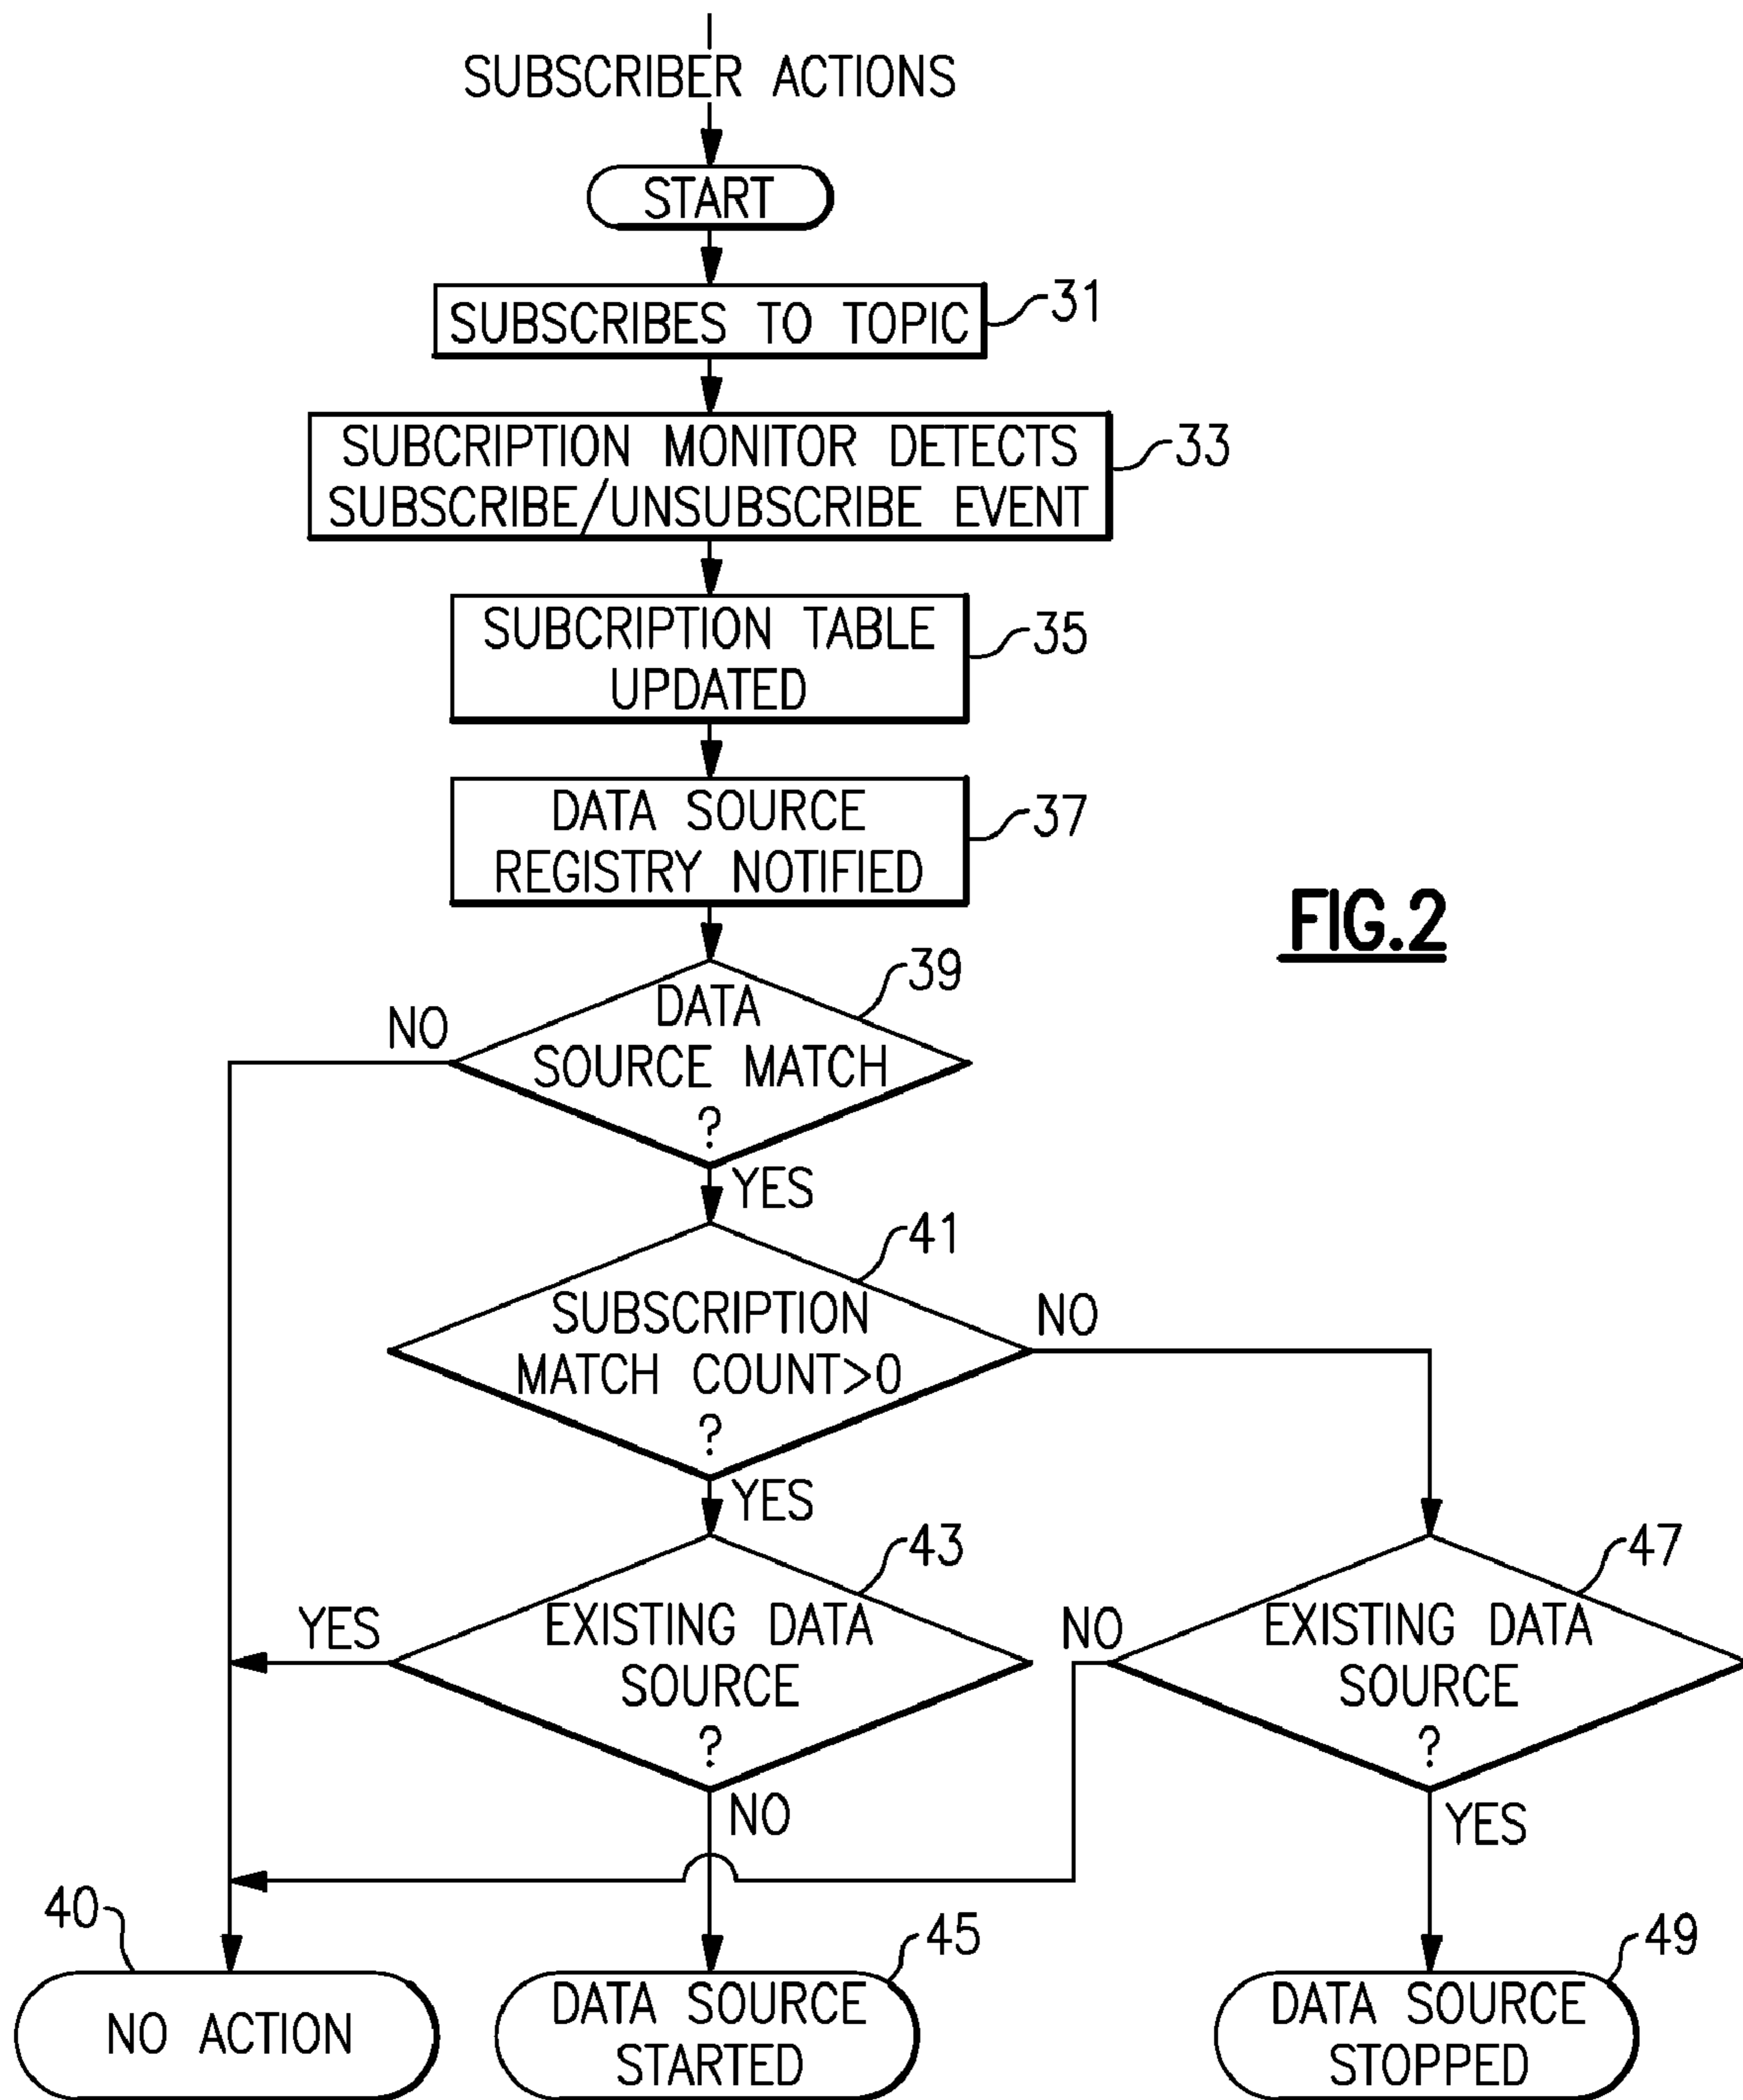 SUBSCRIBER ACTIONS
START
SUBSCRIBES TO TOPIC
31
SUBCRIPTION MONITOR DETECTS
SUBSCRIBE/UNSUBSCRIBE EVENT
33
SUBCRIPTION TABLE
UPDATED
35
DATA SOURCE
REGISTRY NOTIFIED
37
FIG.2
39
NO
DATA
SOURCE MATCH
?
YES
41
SUBSCRIPTION
MATCH COUNT>0
?
NO
YES
43
47
YES
EXISTING DATA
SOURCE
?
NO
NO
EXISTING DATA
SOURCE
?
YES
40
45
49
NO ACTION
DATA SOURCE
STARTED
DATA SOURCE
STOPPED